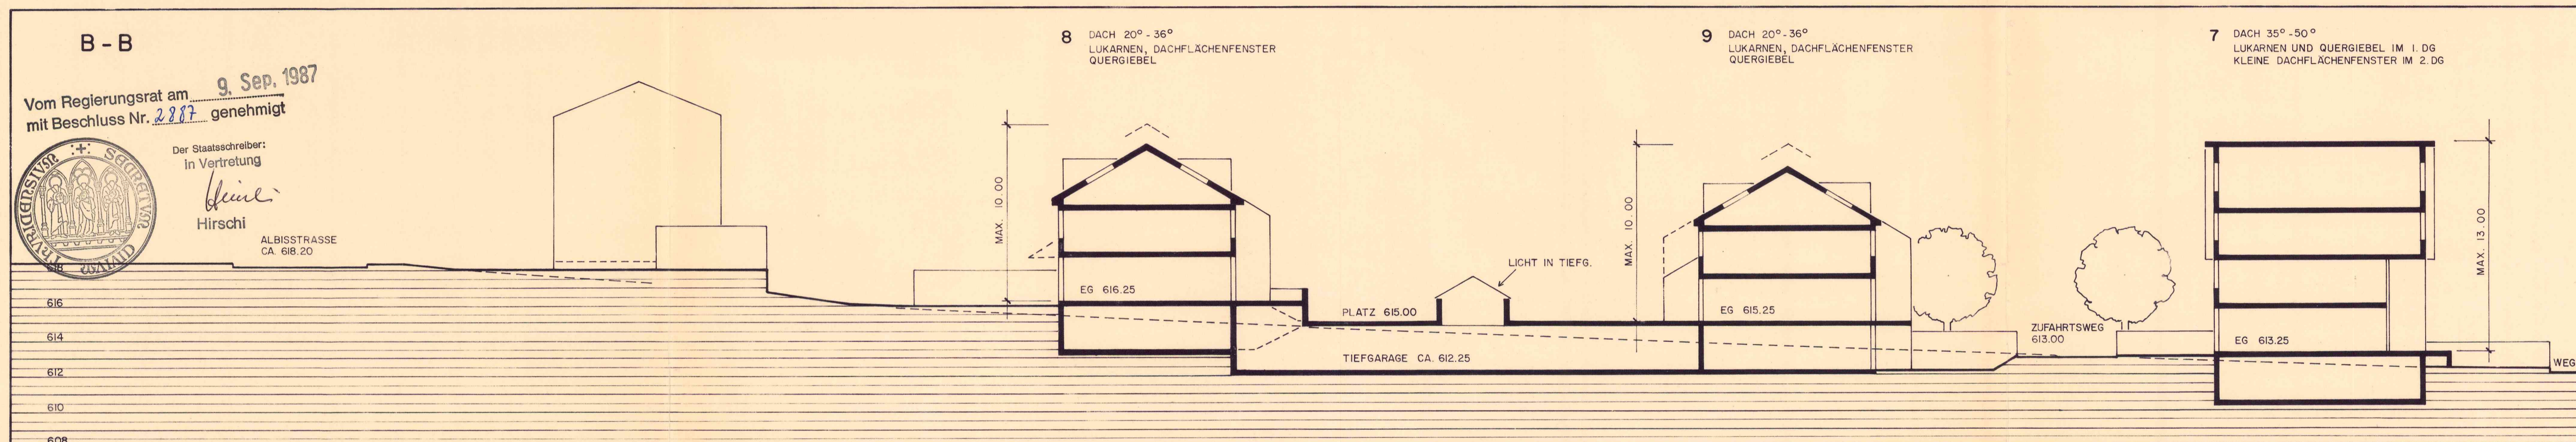 B - B
Vom Regierungsrat am 9. Sep. 1987
mit Beschluss Nr. 2887 genehmigt
Der Staatsschreiber:
in Vertretung
Hirschi
ALBISSTRASSE
CA. 618.20
618
616
614
612
610
608
8 DACH 20° - 36°
LUKARNEN, DACHFLÄCHENFENSTER
QUERGIEBEL
MAX. 10.00
EG 616.25
PLATZ 615.00
LICHT IN TIEFG.
TIEFGARAGE CA. 612.25
9 DACH 20° - 36°
LUKARNEN, DACHFLÄCHENFENSTER
QUERGIEBEL
MAX. 10.00
EG 615.25
ZUFAHRTSWEG
613.00
7 DACH 35° - 50°
LUKARNEN UND QUERGIEBEL IM 1. DG
KLEINE DACHFLÄCHENFENSTER IM 2. DG
EG 613.25
MAX. 13.00
WEG